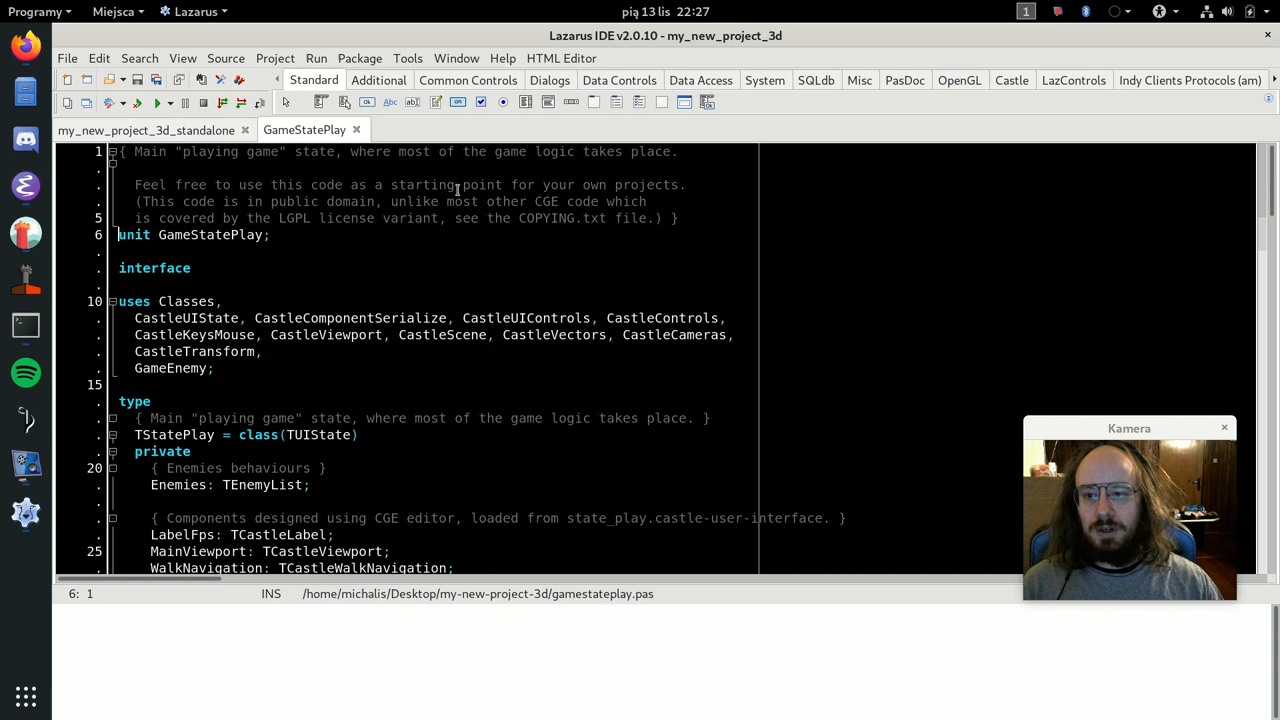 Programy
Miejsca
Lazarus
pią 13 lis 22:27
1
Lazarus IDE v2.0.10 - my_new_project_3d
File Edit Search View Source Project Run Package Tools Window Help HTML Editor
Standard Additional Common Controls Dialogs Data Controls Data Access System SQLdb Misc PasDoc OpenGL Castle LazControls Indy Clients Protocols (am)
Ok Abc abI on
my_new_project_3d_standalone
GameStatePlay
1 { Main "playing game" state, where most of the game logic takes place.
.
. Feel free to use this code as a starting point for your own projects.
. (This code is in public domain, unlike most other CGE code which
5 is covered by the LGPL license variant, see the COPYING.txt file.) }
6 unit GameStatePlay;
.
. interface
.
10 uses Classes,
. CastleUIState, CastleComponentSerialize, CastleUIControls, CastleControls,
. CastleKeysMouse, CastleViewport, CastleScene, CastleVectors, CastleCameras,
. CastleTransform,
. GameEnemy;
15
. type
. { Main "playing game" state, where most of the game logic takes place. }
. TStatePlay = class(TUIState)
. private
20 { Enemies behaviours }
. Enemies: TEnemyList;
.
. { Components designed using CGE editor, loaded from state_play.castle-user-interface. }
. LabelFps: TCastleLabel;
25 MainViewport: TCastleViewport;
. WalkNavigation: TCastleWalkNavigation;
Kamera
6: 1
INS
/home/michalis/Desktop/my-new-project-3d/gamestateplay.pas